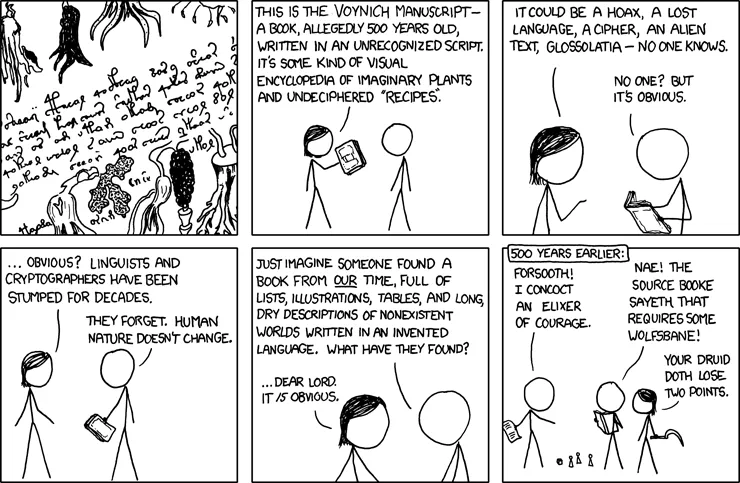 THIS IS THE VOYNICH MANUSCRIPT—
A BOOK, ALLEGEDLY 500 YEARS OLD,
WRITTEN IN AN UNRECOGNIZED SCRIPT.
IT'S SOME KIND OF VISUAL
ENCYCLOPEDIA OF IMAGINARY PLANTS
AND UNDECIPHERED "RECIPES".
IT COULD BE A HOAX, A LOST
LANGUAGE, A CIPHER, AN ALIEN
TEXT, GLOSSOLATIA — NO ONE KNOWS.
NO ONE? BUT
IT'S OBVIOUS.
... OBVIOUS? LINGUISTS AND
CRYPTOGRAPHERS HAVE BEEN
STUMPED FOR DECADES.
THEY FORGET. HUMAN
NATURE DOESN'T CHANGE.
JUST IMAGINE SOMEONE FOUND A
BOOK FROM OUR TIME, FULL OF
LISTS, ILLUSTRATIONS, TABLES, AND LONG,
DRY DESCRIPTIONS OF NONEXISTENT
WORLDS WRITTEN IN AN INVENTED
LANGUAGE. WHAT HAVE THEY FOUND?
...DEAR LORD.
IT IS OBVIOUS.
500 YEARS EARLIER:
FORSOOTH!
I CONCOCT
AN ELIXER
OF COURAGE.
NAE! THE
SOURCE BOOKE
SAYETH THAT
REQUIRES SOME
WOLFSBANE!
YOUR DRUID
DOTH LOSE
TWO POINTS.